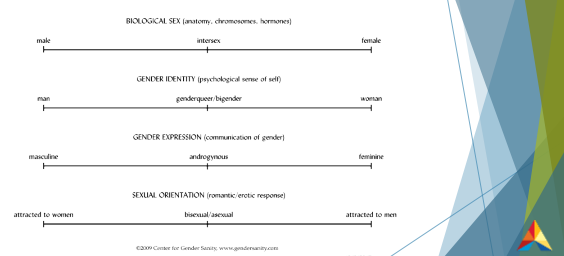 BIOLOGICAL SEX (anatomy, chromosomes, hormones)
male intersex female
GENDER IDENTITY (psychological sense of self)
man genderqueer/bigender woman
GENDER EXPRESSION (communication of gender)
masculine androgynous feminine
SEXUAL ORIENTATION (romantic/erotic response)
attracted to women bisexual/asexual attracted to men
©2009 Center for Gender Sanity, www.gendersanity.com